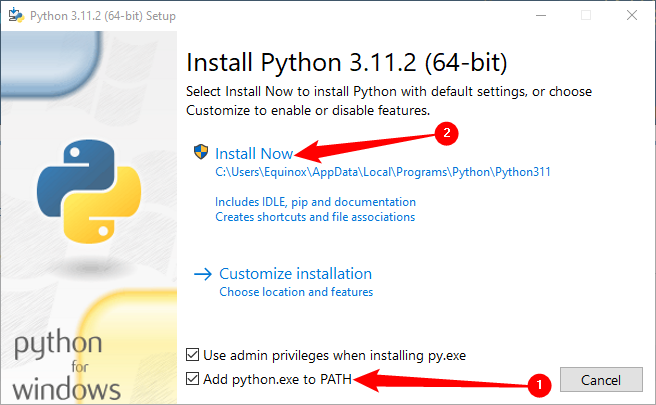 Python 3.11.2 (64-bit) Setup
Install Python 3.11.2 (64-bit)
Select Install Now to install Python with default settings, or choose
Customize to enable or disable features.
2
Install Now
C:\Users\Equinox\AppData\Local\Programs\Python\Python311
Includes IDLE, pip and documentation
Creates shortcuts and file associations
Customize installation
Choose location and features
Use admin privileges when installing py.exe
Add python.exe to PATH
1
Cancel
python
for
windows